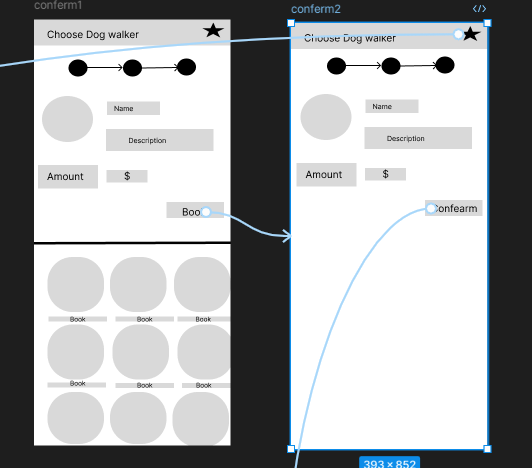 conferm1
conferm2
Choose Dog walker
Choose Dog walker
Name
Name
Description
Description
Amount
$
Amount
$
Boo
Confearm
Book
Book
Book
Book
Book
Book
393 × 852